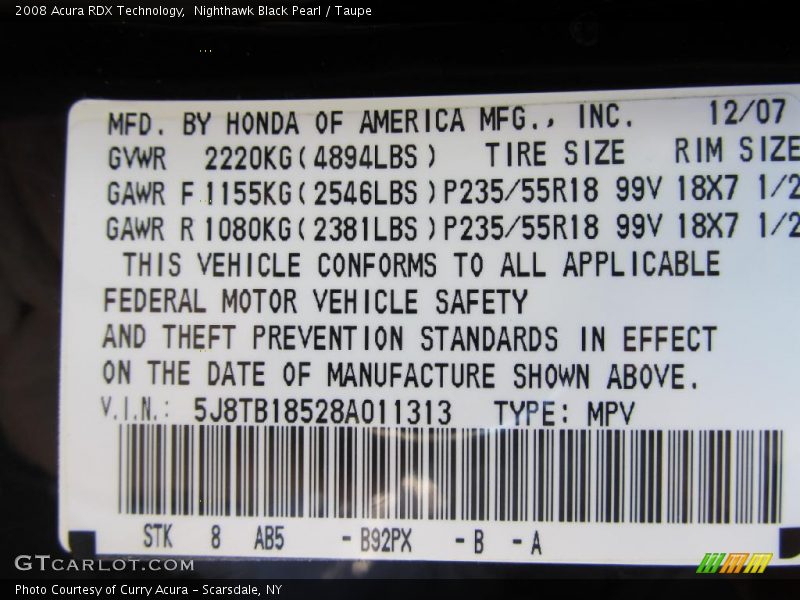 2008 Acura RDX Technology,  Nighthawk Black Pearl / Taupe
MFD. BY HONDA OF AMERICA MFG., INC. 12/07
GVWR 2220KG(4894LBS) TIRE SIZE RIM SIZE
GAWR F 1155KG(2546LBS)P235/55R18 99V 18X7 1/2
GAWR R 1080KG(2381LBS)P235/55R18 99V 18X7 1/2
THIS VEHICLE CONFORMS TO ALL APPLICABLE
FEDERAL MOTOR VEHICLE SAFETY
AND THEFT PREVENTION STANDARDS IN EFFECT
ON THE DATE OF MANUFACTURE SHOWN ABOVE.
V.I.N.: 5J8TB18528A011313 TYPE: MPV
STK 8 AB5 -B92PX -B -A
GTCARLOT.COM
Photo Courtesy of Curry Acura – Scarsdale, NY